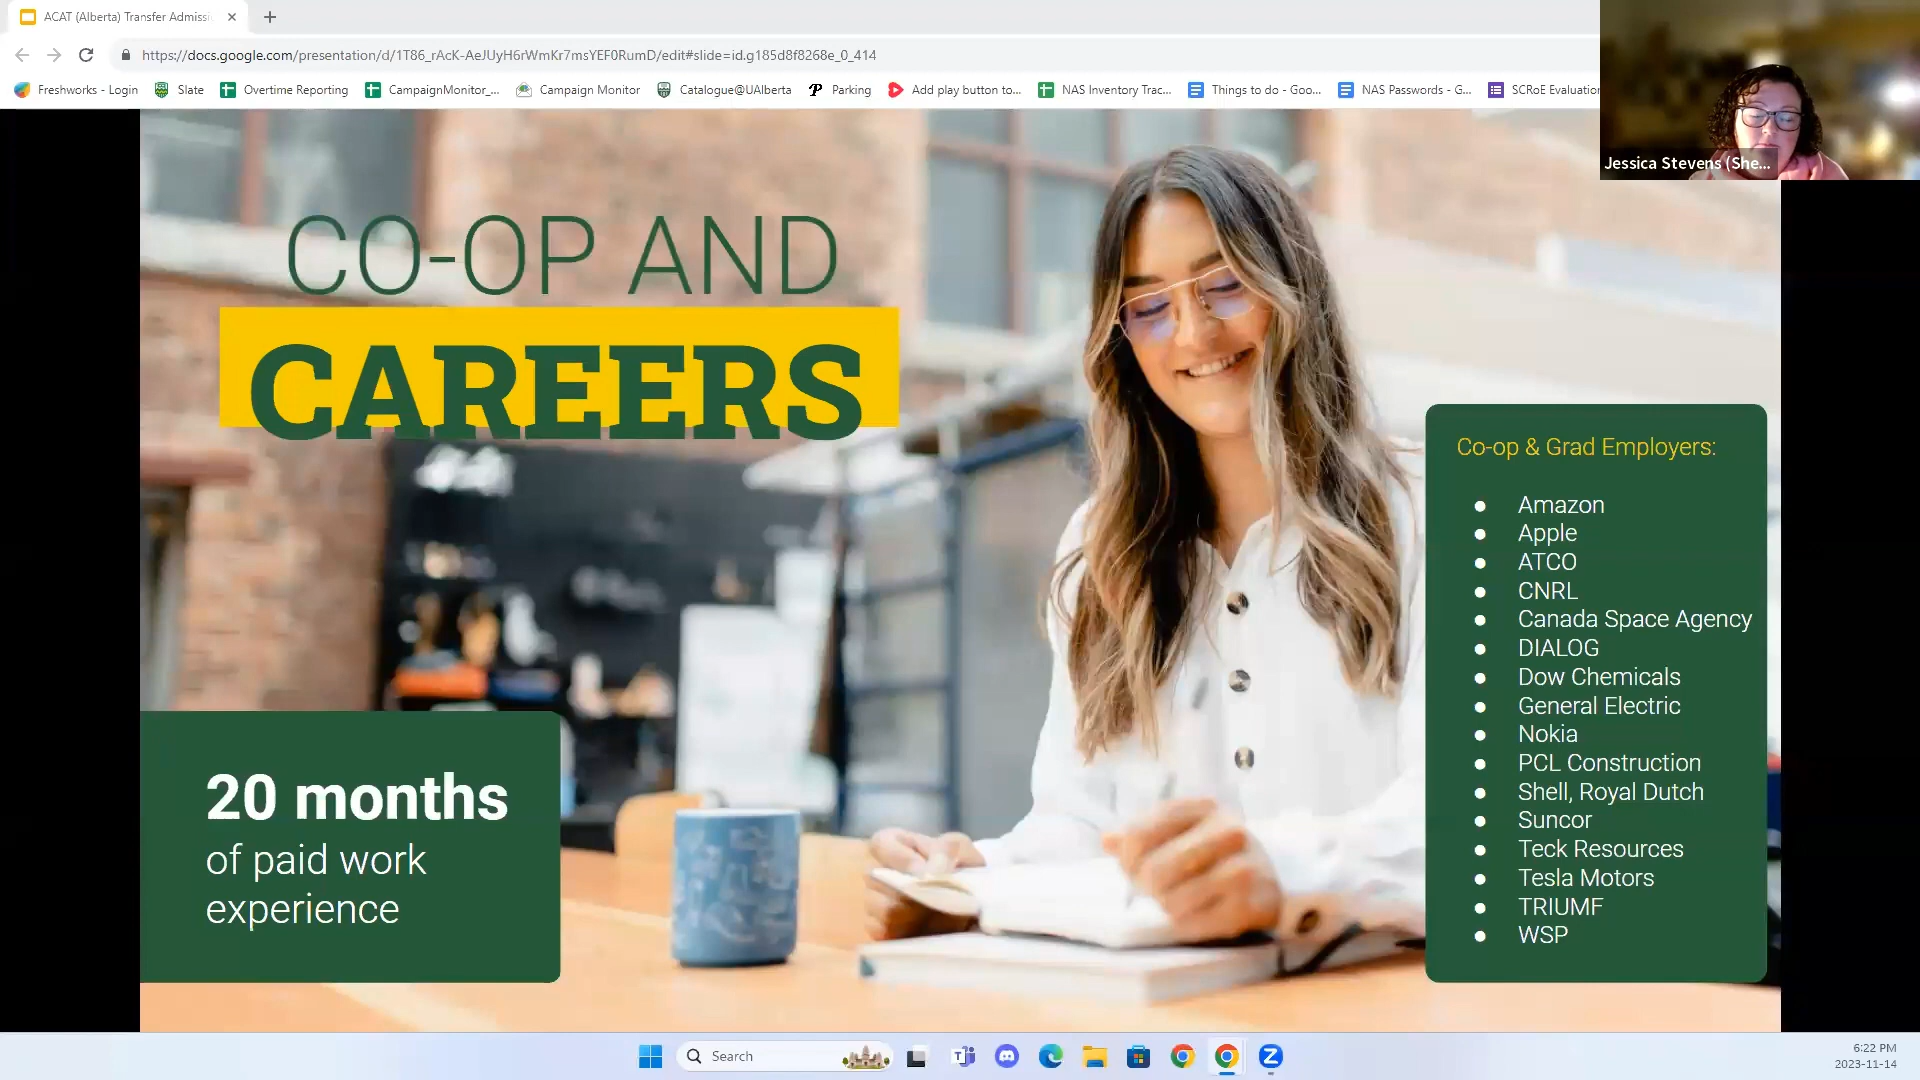 ACAT (Alberta) Transfer Admissi
https://docs.google.com/presentation/d/1T86_rAcK-AeJUyH6rWmKr7msYEF0RumD/edit#slide=id.g185d8f8268e_0_414
Freshworks - Login
Slate
Overtime Reporting
CampaignMonitor_...
Campaign Monitor
Catalogue@UAlberta
Parking
Add play button to...
NAS Inventory Trac...
Things to do - Goo...
NAS Passwords - G...
SCRoE Evaluation
Jessica Stevens (She...
CO-OP AND
CAREERS
20 months
of paid work
experience
Co-op & Grad Employers:
● Amazon
● Apple
● ATCO
● CNRL
● Canada Space Agency
● DIALOG
● Dow Chemicals
● General Electric
● Nokia
● PCL Construction
● Shell, Royal Dutch
● Suncor
● Teck Resources
● Tesla Motors
● TRIUMF
● WSP
Search
6:22 PM
2023-11-14